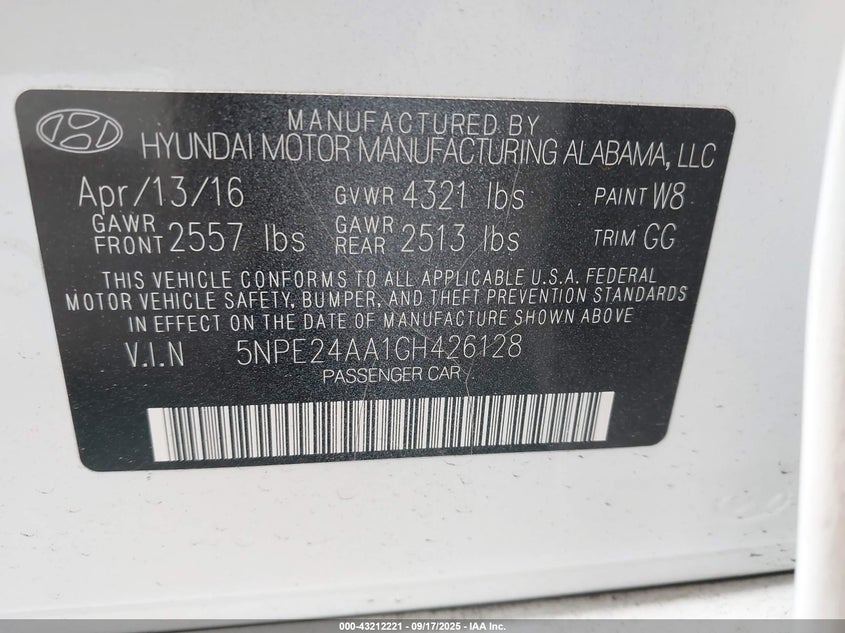 MANUFACTURED BY
HYUNDAI MOTOR MANUFACTURING ALABAMA, LLC
Apr/13/16 GVWR 4321 lbs PAINT W8
GAWR FRONT 2557 lbs GAWR REAR 2513 lbs TRIM GG
THIS VEHICLE CONFORMS TO ALL APPLICABLE U.S.A. FEDERAL
MOTOR VEHICLE SAFETY, BUMPER, AND THEFT PREVENTION STANDARDS
IN EFFECT ON THE DATE OF MANUFACTURE SHOWN ABOVE
V.I.N 5NPE24AA1GH426128
PASSENGER CAR
000-43212221 - 09/17/2025 - IAA Inc.